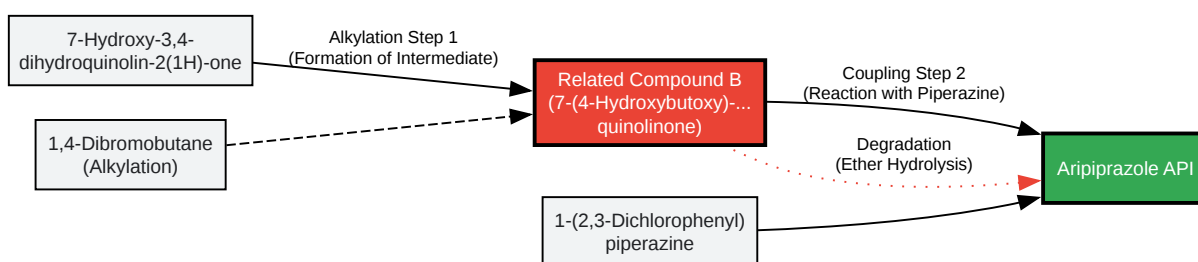 7-Hydroxy-3,4-
dihydroquinolin-2(1H)-one
Alkylation Step 1
(Formation of Intermediate)
1,4-Dibromobutane
(Alkylation)
Related Compound B
(7-(4-Hydroxybutoxy)-...
quinolinone)
Coupling Step 2
(Reaction with Piperazine)
Degradation
(Ether Hydrolysis)
1-(2,3-Dichlorophenyl)
piperazine
Aripiprazole API